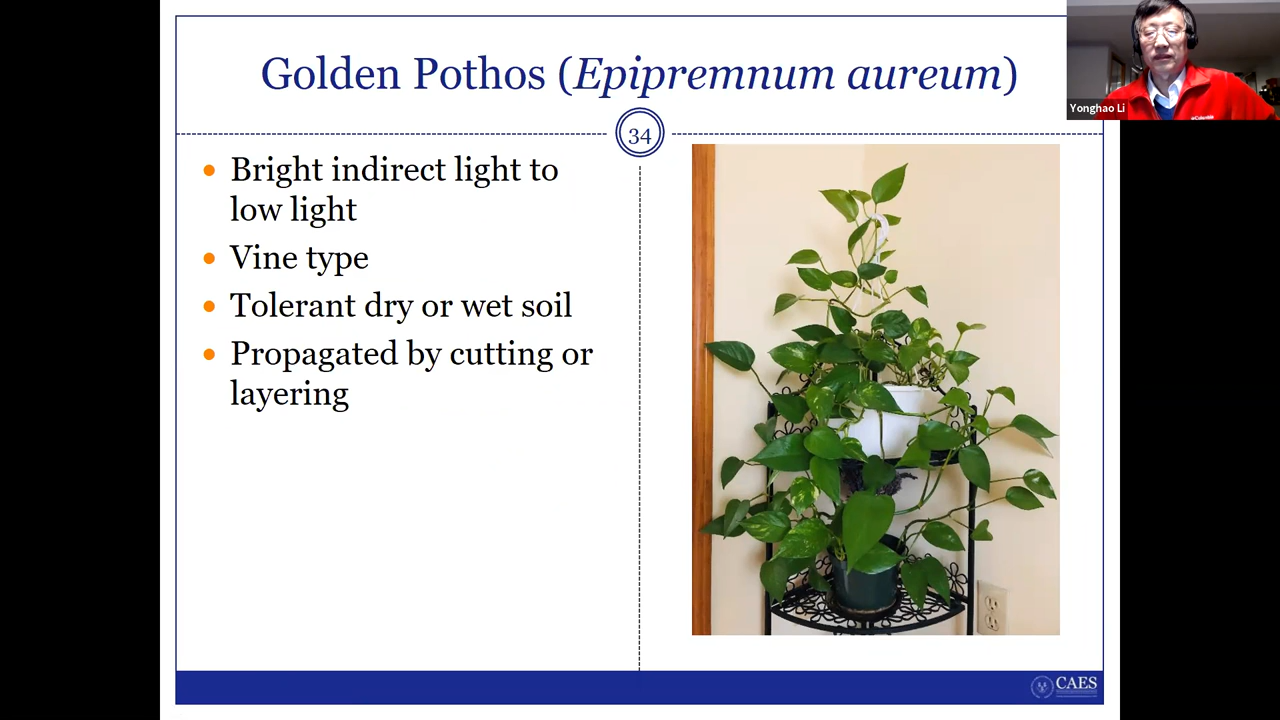 Golden Pothos (Epipremnum aureum)
Yonghao Li
34
Bright indirect light to
low light
Vine type
Tolerant dry or wet soil
Propagated by cutting or
layering
CAES